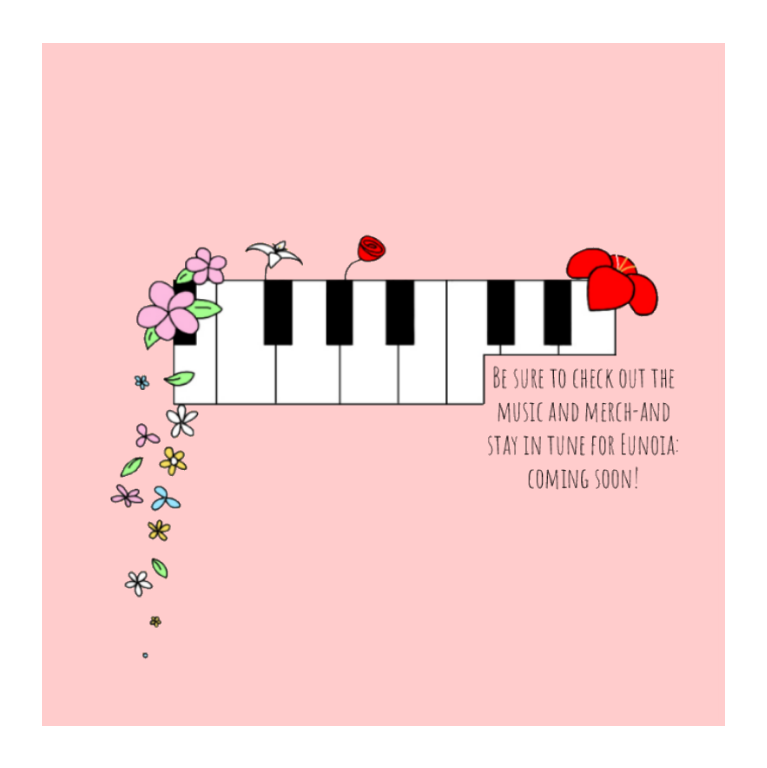 Be sure to check out the
music and merch-and
stay in tune for Eunoia:
coming soon!